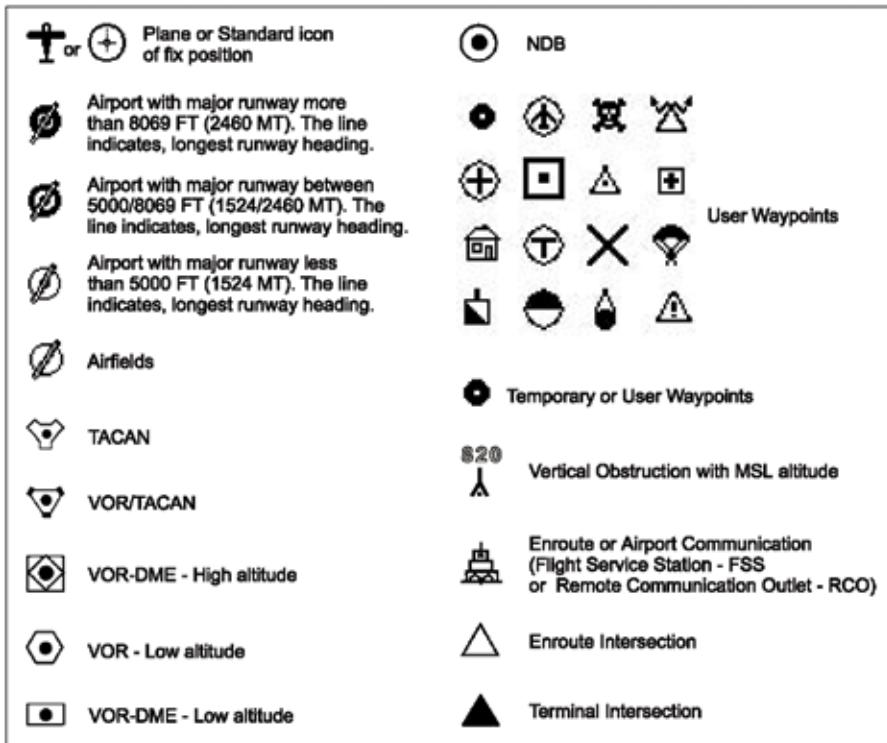 or
Plane or Standard icon
of fix position
Airport with major runway more
than 8069 FT (2460 MT). The line
indicates, longest runway heading.
Airport with major runway between
5000/8069 FT (1524/2460 MT). The
line indicates, longest runway heading.
Airport with major runway less
than 5000 FT (1524 MT). The line
indicates, longest runway heading.
Airfields
TACAN
VOR/TACAN
VOR-DME - High altitude
VOR - Low altitude
VOR-DME - Low altitude
NDB
User Waypoints
Temporary or User Waypoints
820
Vertical Obstruction with MSL altitude
Enroute or Airport Communication
(Flight Service Station - FSS
or Remote Communication Outlet - RCO)
Enroute Intersection
Terminal Intersection